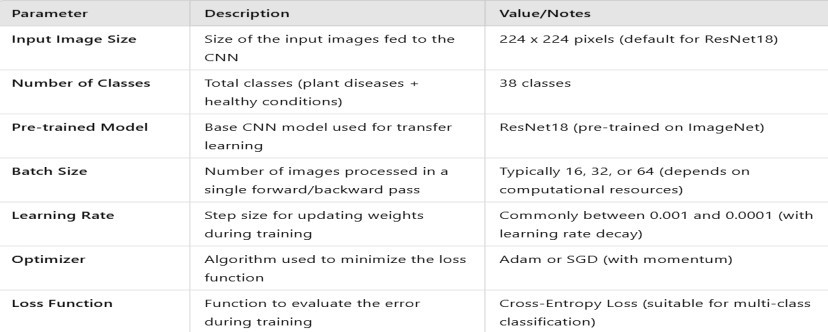 Parameter Description Value/Notes
Input Image Size Size of the input images fed to the 224 x 224 pixels (default for ResNet18)
CNN
Number of Classes Total classes (plant diseases + 38 classes
healthy conditions)
Pre-trained Model Base CNN model used for transfer ResNet18 (pre-trained on ImageNet)
learning
Batch Size Number of images processed in a Typically 16, 32, or 64 (depends on
single forward/backward pass computational resources)
Learning Rate Step size for updating weights Commonly between 0.001 and 0.0001 (with
during training learning rate decay)
Optimizer Algorithm used to minimize the loss Adam or SGD (with momentum)
function
Loss Function Function to evaluate the error Cross-Entropy Loss (suitable for multi-class
during training classification)